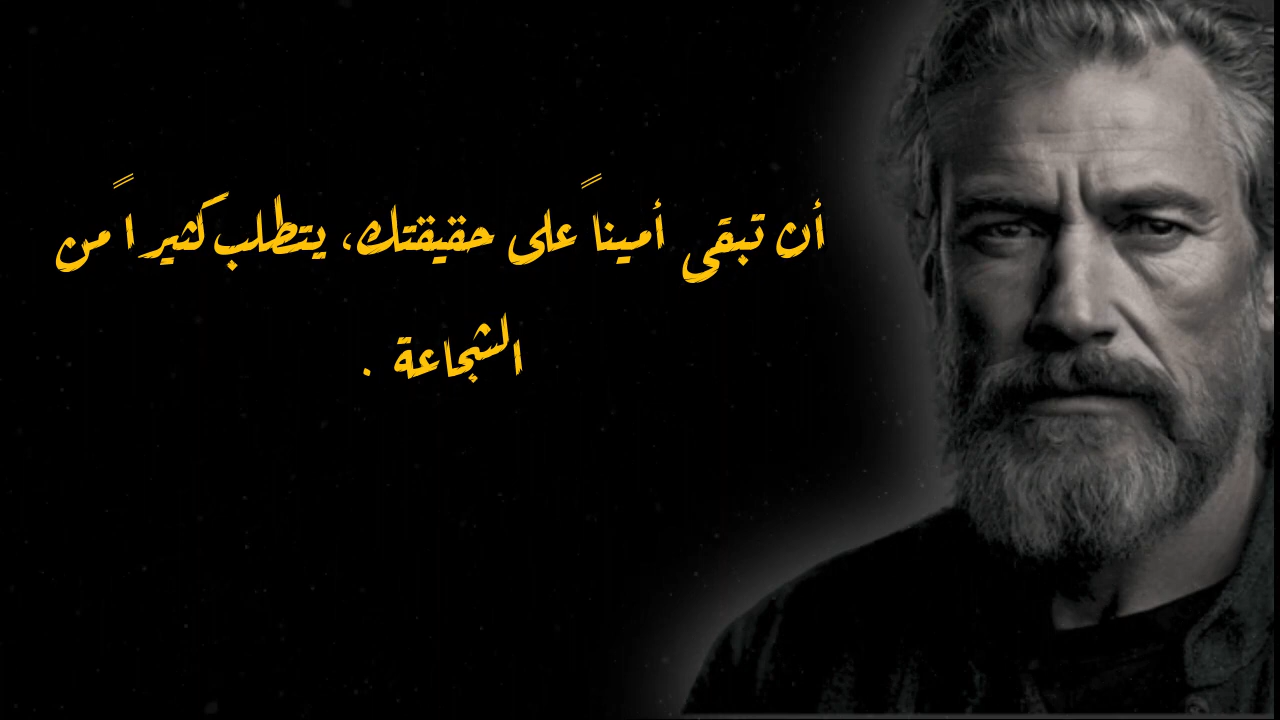 أن تبقى أميناً على حقيقتك، يتطلب كثيراً من
الشجاعة .